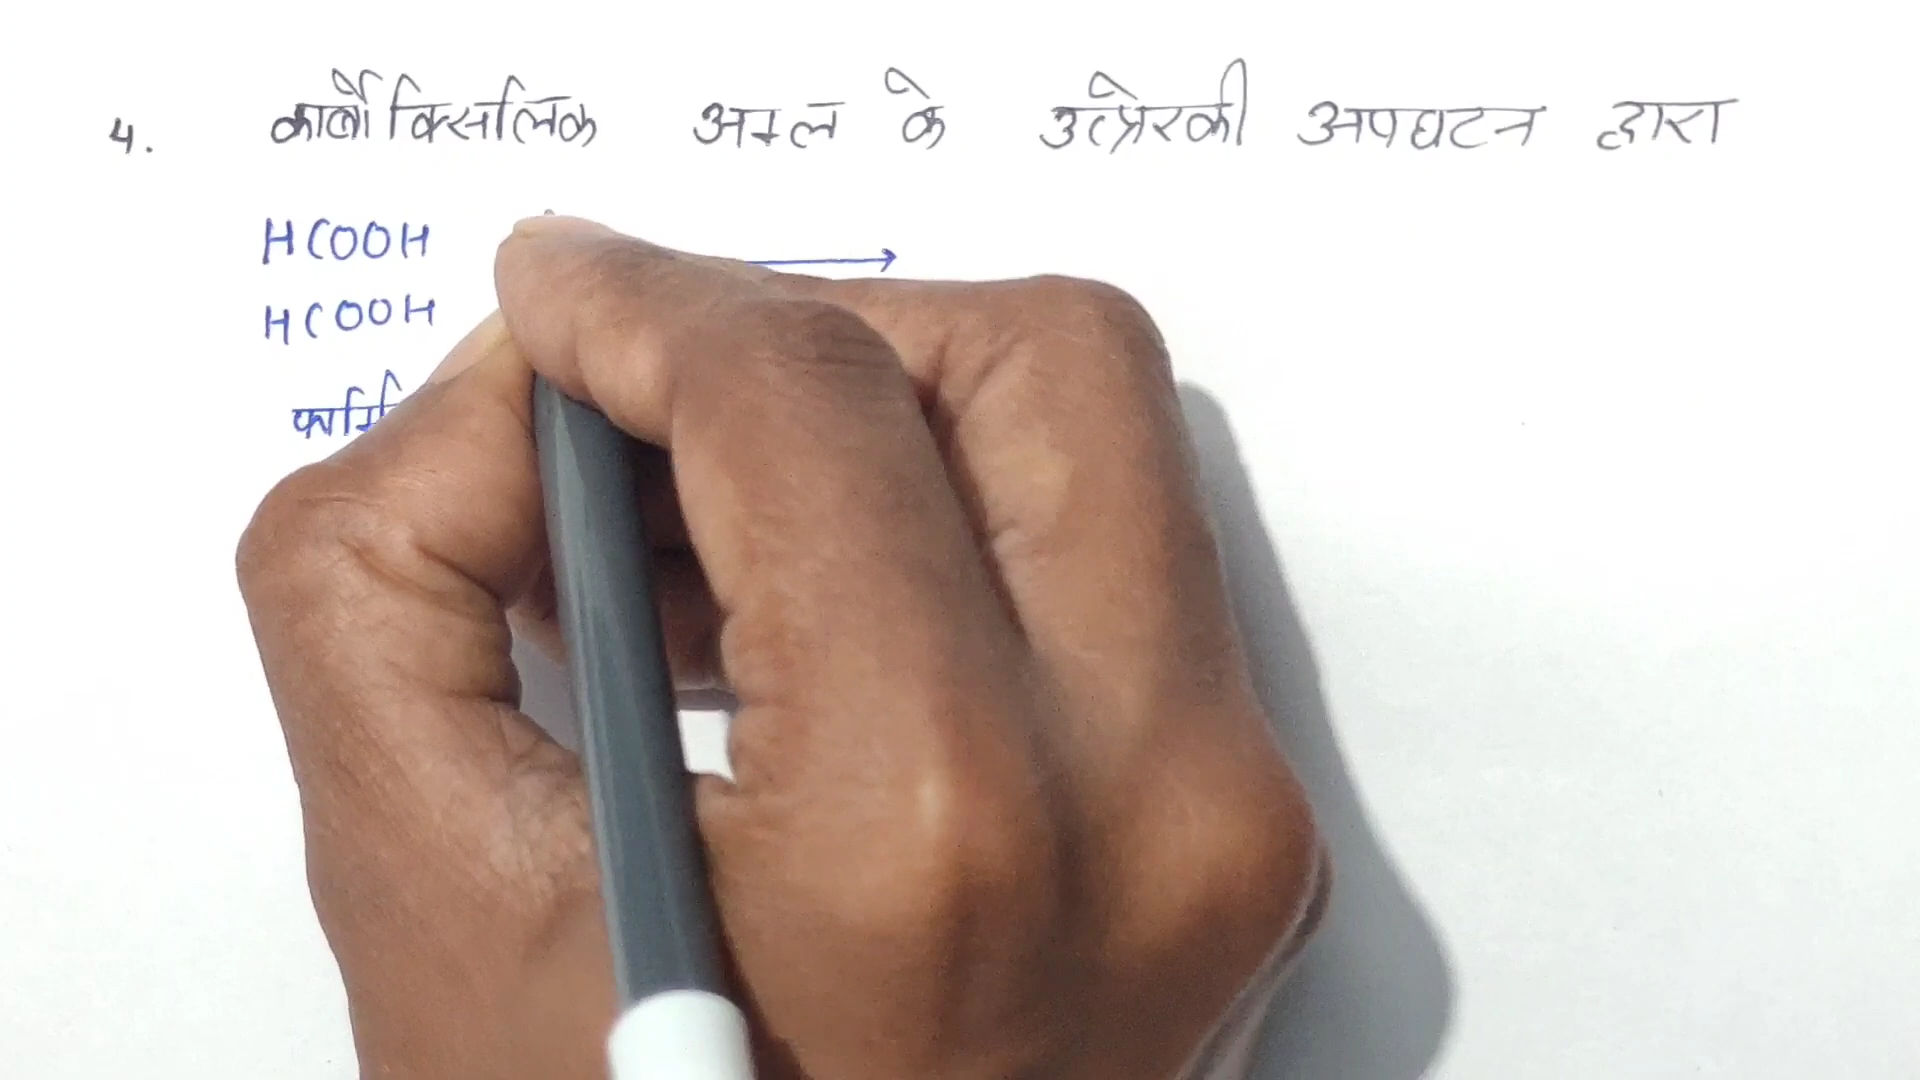 4. कार्बोक्सिलिक अम्ल के उत्प्रेरकी अपघटन द्वारा
HCOOH
HCOOH